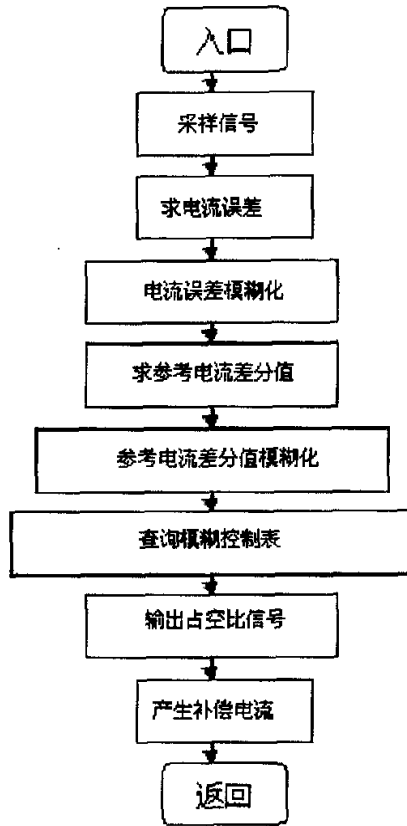 入口
采样信号
求电流误差
电流误差模糊化
求参考电流差分值
参考电流差分值模糊化
查询模糊控制表
输出占空比信号
产生补偿电流
返回